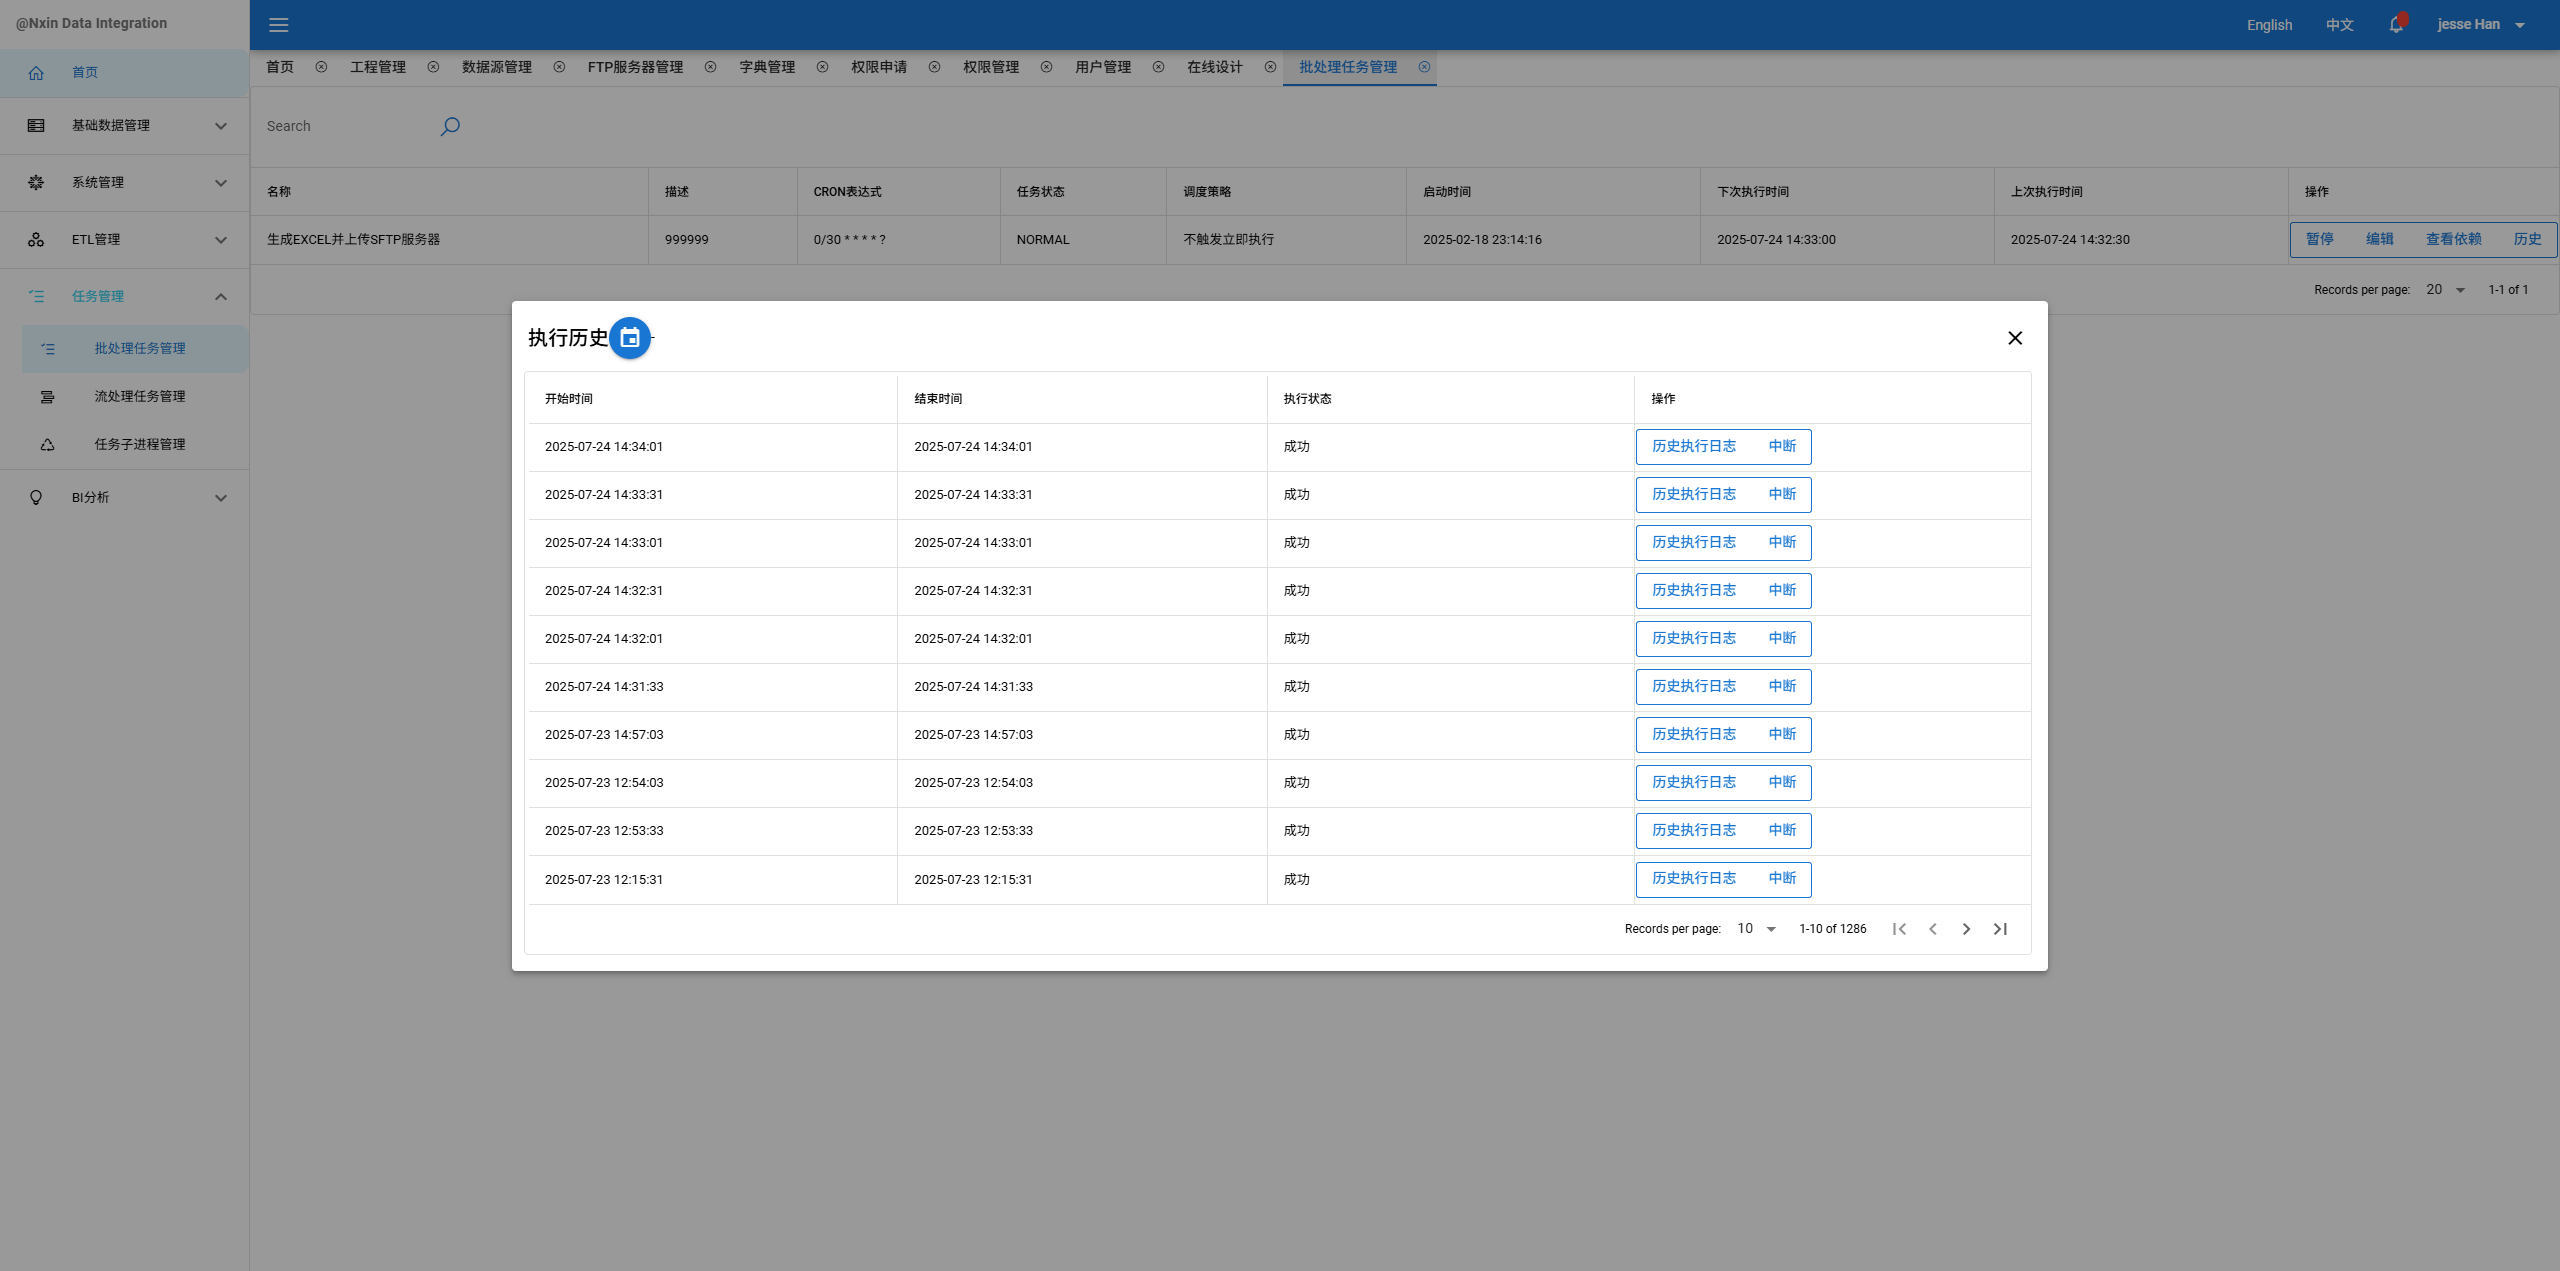 @Nxin Data Integration
English 中文 jesse Han
首页 工程管理 数据源管理 FTP服务器管理 字典管理 权限申请 权限管理 用户管理 在线设计 批处理任务管理
首页
基础数据管理
系统管理
ETL管理
任务管理
批处理任务管理
流处理任务管理
任务子进程管理
BI分析
Search
名称 描述 CRON表达式 任务状态 调度策略 启动时间 下次执行时间 上次执行时间 操作
生成EXCEL并上传SFTP服务器 999999 0/30 * * * * ? NORMAL 不触发立即执行 2025-02-18 23:14:16 2025-07-24 14:33:00 2025-07-24 14:32:30 暂停 编辑 查看依赖 历史
Records per page: 20 1-1 of 1
执行历史 -
开始时间 结束时间 执行状态 操作
2025-07-24 14:34:01 2025-07-24 14:34:01 成功 历史执行日志 中断
2025-07-24 14:33:31 2025-07-24 14:33:31 成功 历史执行日志 中断
2025-07-24 14:33:01 2025-07-24 14:33:01 成功 历史执行日志 中断
2025-07-24 14:32:31 2025-07-24 14:32:31 成功 历史执行日志 中断
2025-07-24 14:32:01 2025-07-24 14:32:01 成功 历史执行日志 中断
2025-07-24 14:31:33 2025-07-24 14:31:33 成功 历史执行日志 中断
2025-07-23 14:57:03 2025-07-23 14:57:03 成功 历史执行日志 中断
2025-07-23 12:54:03 2025-07-23 12:54:03 成功 历史执行日志 中断
2025-07-23 12:53:33 2025-07-23 12:53:33 成功 历史执行日志 中断
2025-07-23 12:15:31 2025-07-23 12:15:31 成功 历史执行日志 中断
Records per page: 10 1-10 of 1286